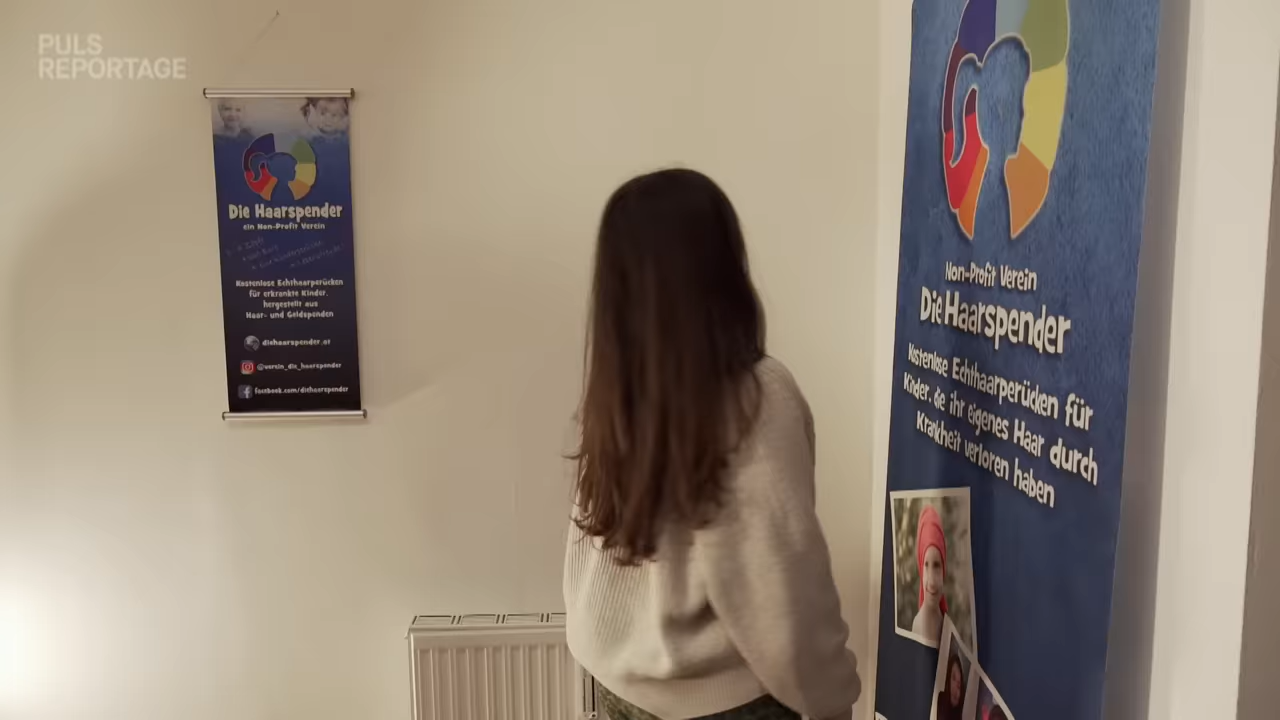 PULS
REPORTAGE
Die Haarspender
ein Non-Profit Verein
Kostenlose Echthaarperücken
für erkrankte Kinder,
hergestellt aus
Haar- und Geldspenden
diehaarspender.at
@verein_die_haarspender
facebook.com/diehaarspender
Non-Profit Verein
Die Haarspender
Kostenlose Echthaarperücken für
Kinder, die ihr eigenes Haar durch
Krankheit verloren haben